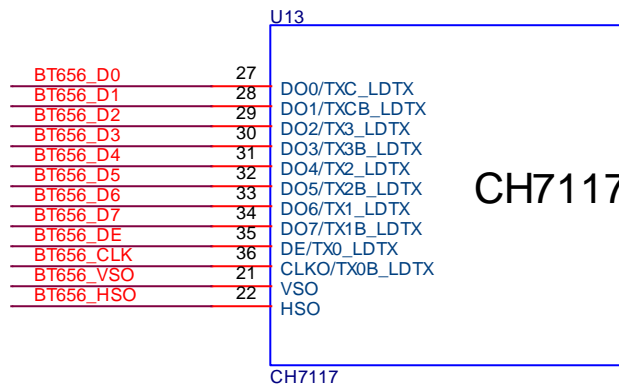 U13
BT656_D0 27 DO0/TXC_LDTX
BT656_D1 28 DO1/TXCB_LDTX
BT656_D2 29 DO2/TX3_LDTX
BT656_D3 30 DO3/TX3B_LDTX
BT656_D4 31 DO4/TX2_LDTX
BT656_D5 32 DO5/TX2B_LDTX
BT656_D6 33 DO6/TX1_LDTX
BT656_D7 34 DO7/TX1B_LDTX
BT656_DE 35 DE/TX0_LDTX
BT656_CLK 36 CLKO/TX0B_LDTX
BT656_VSO 21 VSO
BT656_HSO 22 HSO
CH7117
CH7117